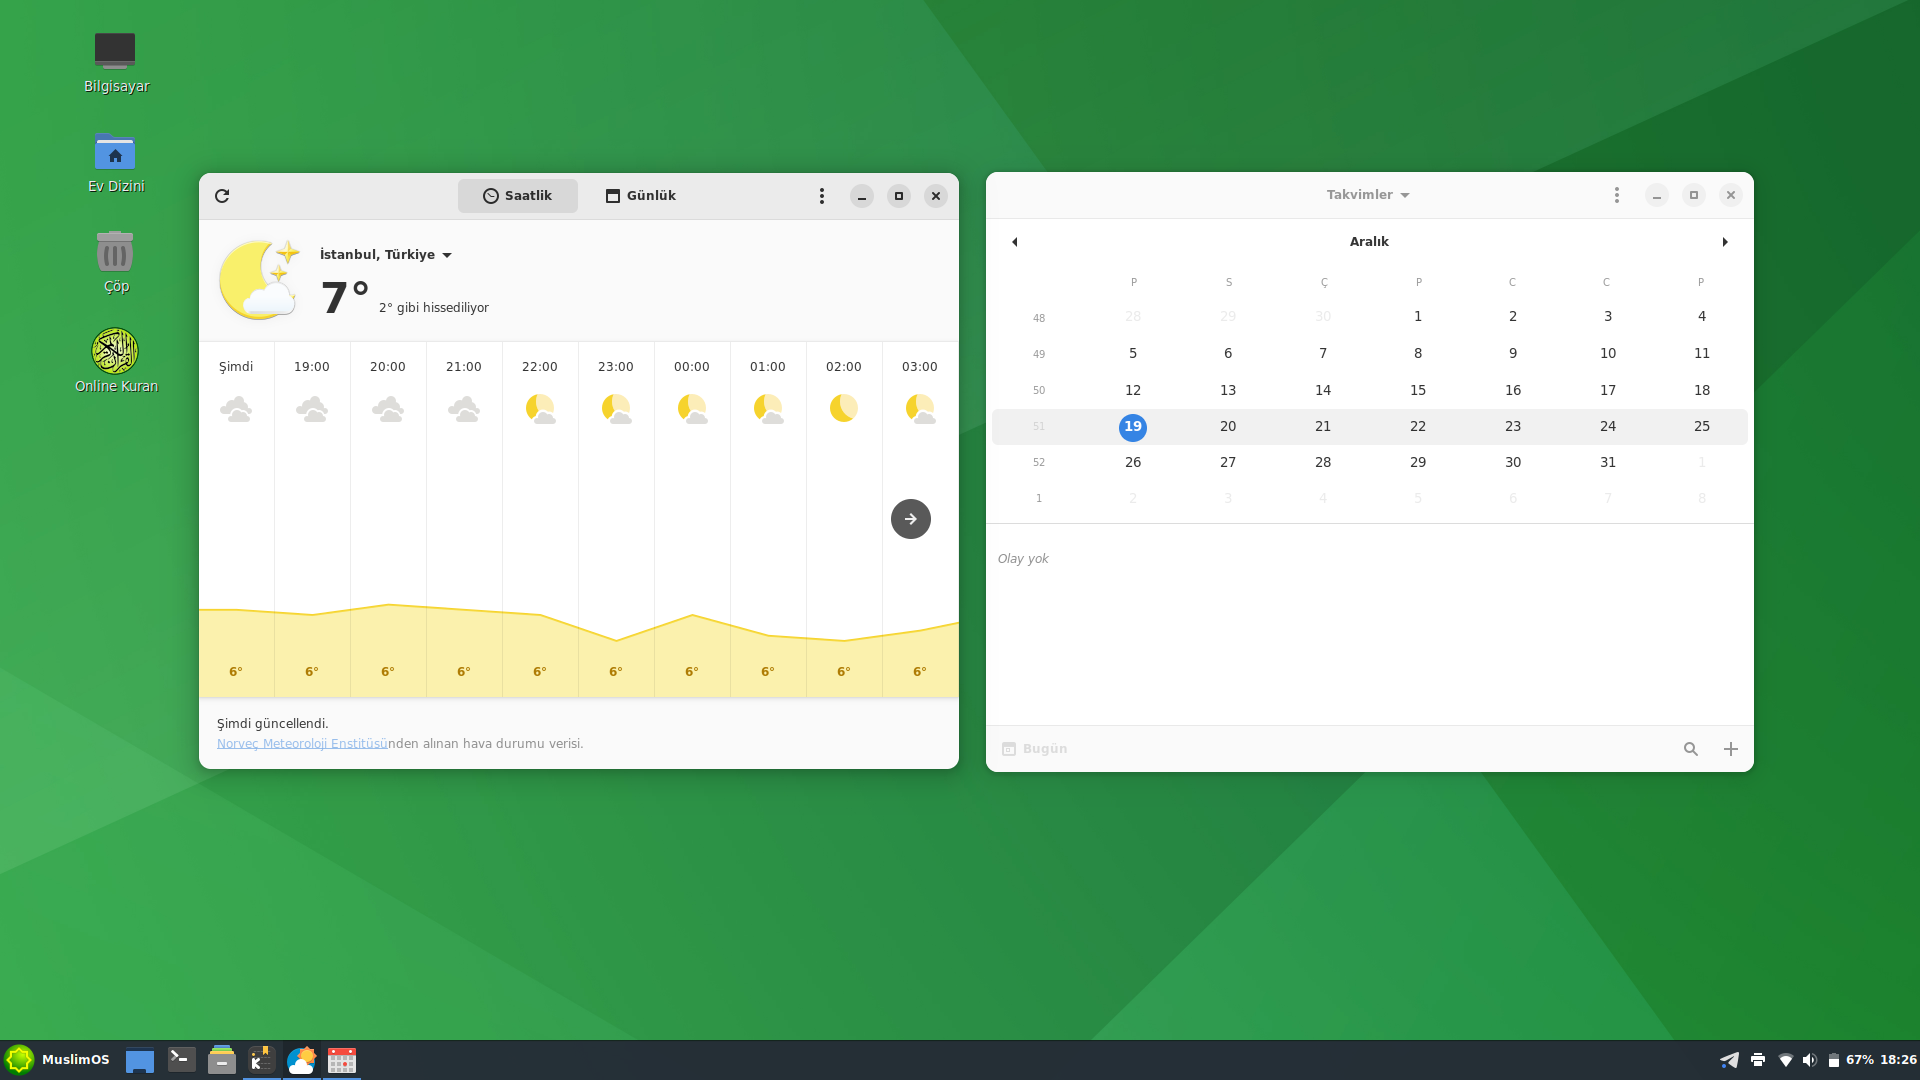 Bilgisayar
Ev Dizini
Çöp
Online Kuran
Saatlik Günlük
İstanbul, Türkiye
7° 2° gibi hissediliyor
Şimdi 19:00 20:00 21:00 22:00 23:00 00:00 01:00 02:00 03:00
6° 6° 6° 6° 6° 6° 6° 6° 6° 6°
Şimdi güncellendi.
Norveç Meteoroloji Enstitüsünden alınan hava durumu verisi.
Takvimler
Aralık
P S Ç P C C P
48 28 29 30 1 2 3 4
49 5 6 7 8 9 10 11
50 12 13 14 15 16 17 18
51 19 20 21 22 23 24 25
52 26 27 28 29 30 31 1
1 2 3 4 5 6 7 8
Olay yok
Bugün
MuslimOS
67% 18:26